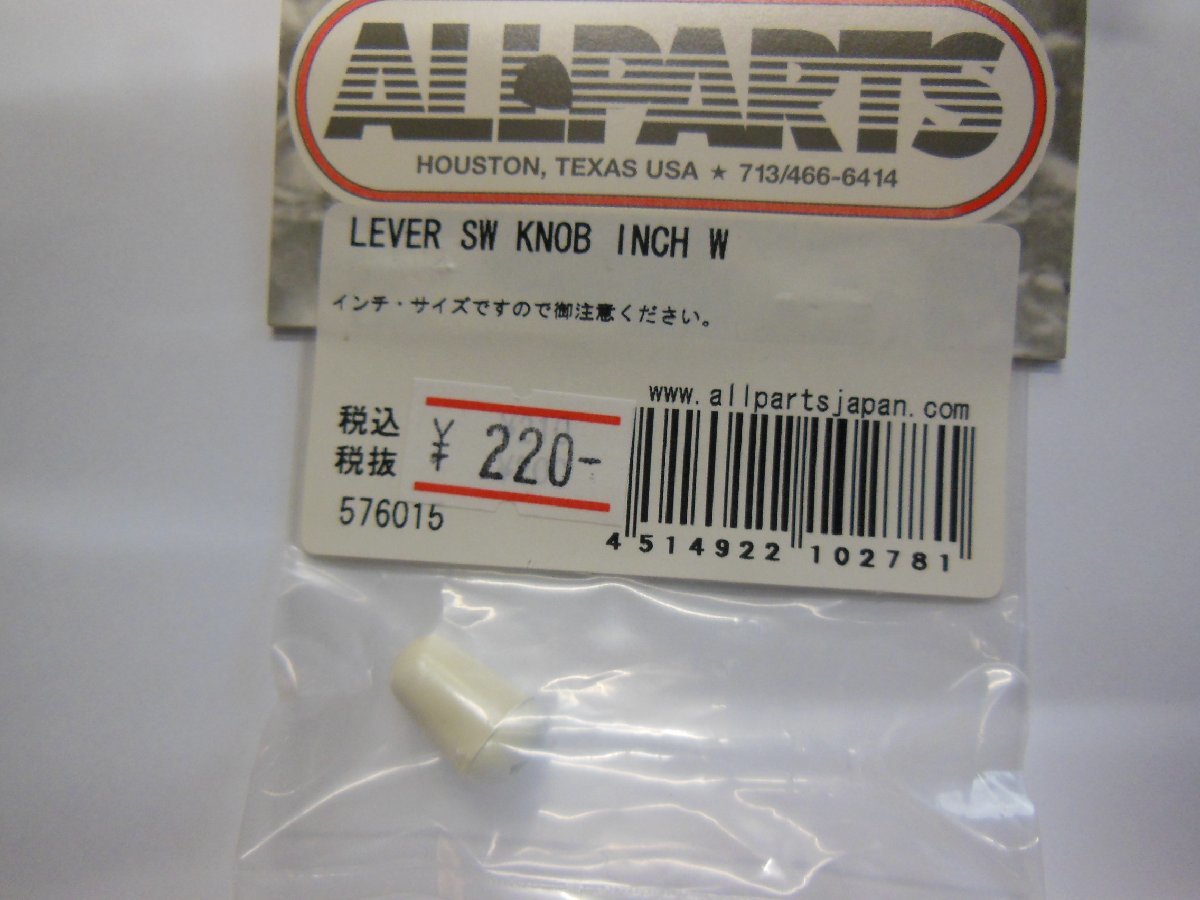 ALLPARTS
HOUSTON, TEXAS USA ★ 713/466-6414
LEVER SW KNOB INCH W
インチ・サイズですので御注意ください。
www.allpartsjapan.com
税込
税抜
¥ 220-
576015
4 514922 102781